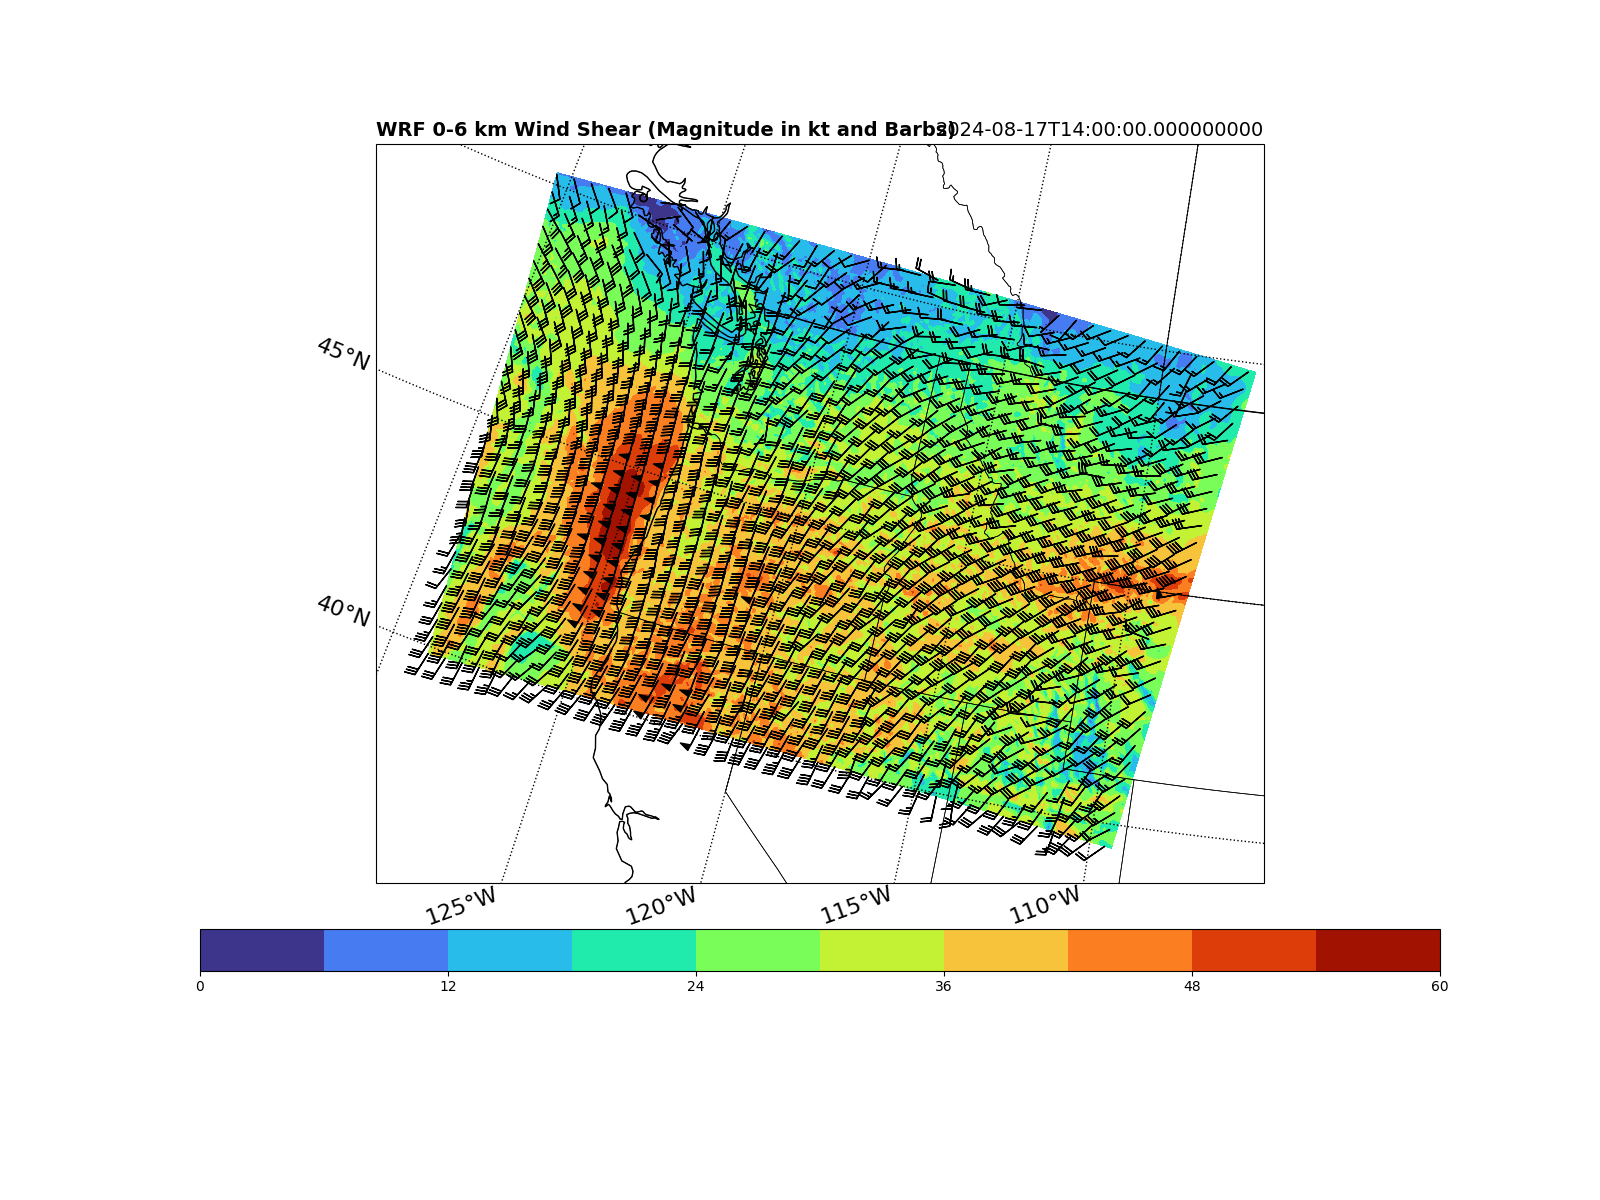 WRF 0-6 km Wind Shear (Magnitude in kt and Barbs) 2024-08-17T14:00:00.000000000
45°N
40°N
125°W 120°W 115°W 110°W
0 12 24 36 48 60